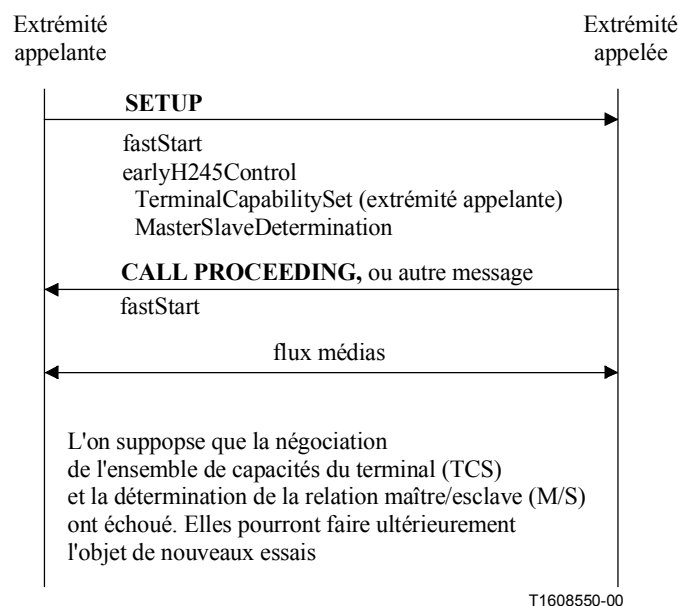 Extrémité
appelante
Extrémité
appelée
SETUP
fastStart
earlyH245Control
TerminalCapabilitySet (extrémité appelante)
MasterSlaveDetermination
CALL PROCEEDING, ou autre message
fastStart
flux médias
L'on suppopse que la négociation
de l'ensemble de capacités du terminal (TCS)
et la détermination de la relation maître/esclave (M/S)
ont échoué. Elles pourront faire ultérieurement
l'objet de nouveaux essais
T1608550-00